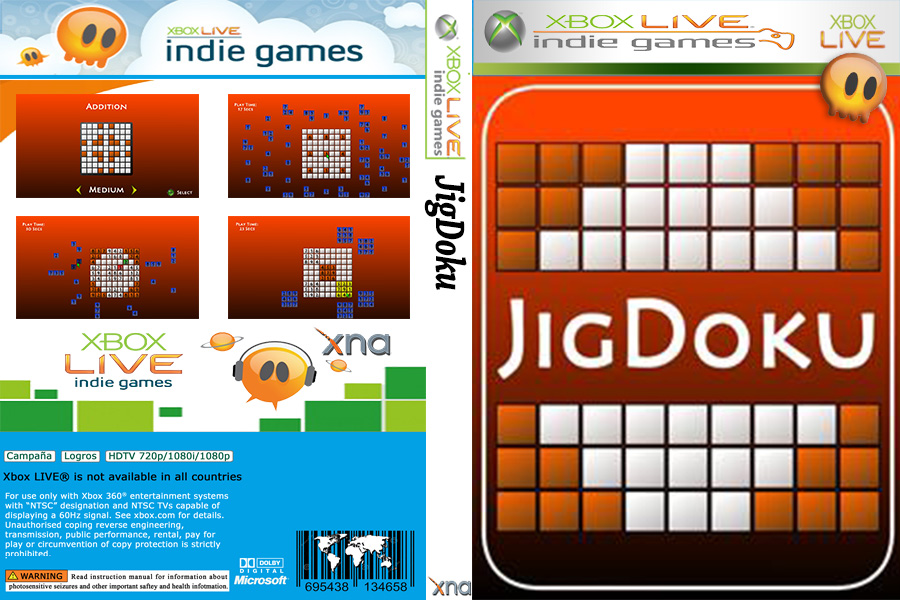 XBOX LIVE
indie games
ADDITION
MEDIUM
SELECT
PLAY TIME:
PLAY TIME:
PLAY TIME:
XBOX LIVE
indie games
xna
Campaña Logros HDTV 720p/1080i/1080p
Xbox LIVE® is not available in all countries
For use only with Xbox 360® entertainment systems
with “NTSC” designation and NTSC TVs capable of
displaying a 60Hz signal. See xbox.com for details.
Unauthorised coping reverse engineering,
transmission, public performance, rental, pay for
play or circumvention of copy protection is strictly
prohibited.
WARNING Read instruction manual for information about
photosensitive seizures and other important saftey and health infotmation.
DOLBY
DIGITAL
Microsoft®
695438 134658
XBOX LIVE
indie games
JigDoku
xna
XBOX LIVE™
indie games
XBOX
LIVE
JIGDOKU